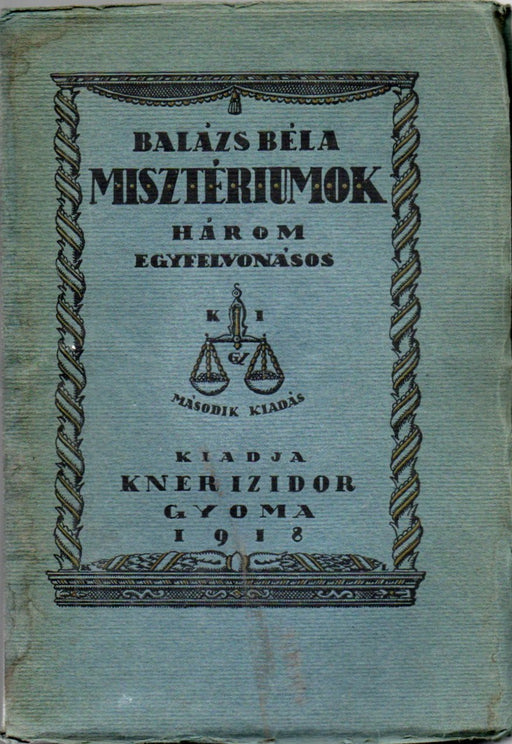 BALÁZS BÉLA
MISZTÉRIUMOK
HÁROM
EGYFELVONÁSOS
K I
GY
MÁSODIK KIADÁS
KIADJA
KNER IZIDOR
GYOMA
1918